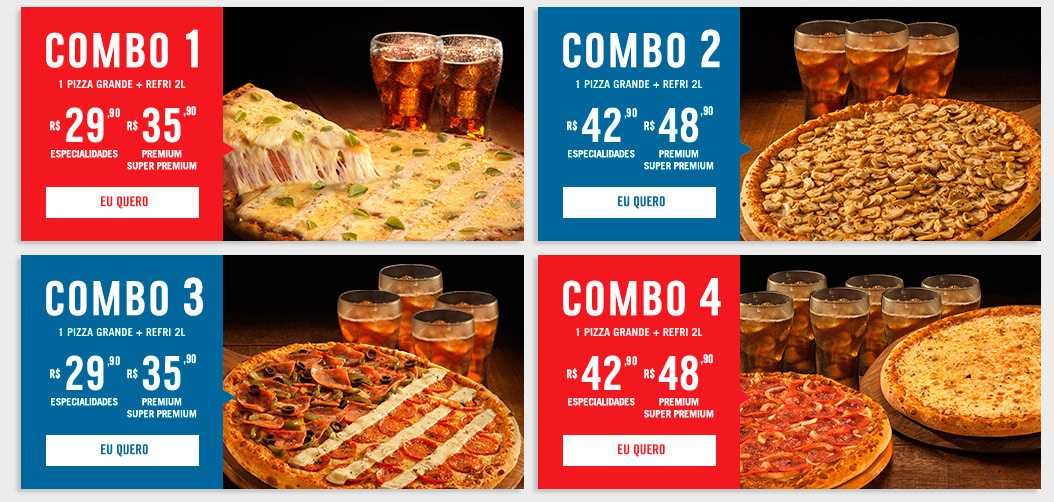 COMBO 1
1 PIZZA GRANDE + REFRI 2L
R$ 29,90 R$ 35,90
ESPECIALIDADES PREMIUM
SUPER PREMIUM
EU QUERO
COMBO 2
1 PIZZA GRANDE + REFRI 2L
R$ 42,90 R$ 48,90
ESPECIALIDADES PREMIUM
SUPER PREMIUM
EU QUERO
COMBO 3
1 PIZZA GRANDE + REFRI 2L
R$ 29,90 R$ 35,90
ESPECIALIDADES PREMIUM
SUPER PREMIUM
EU QUERO
COMBO 4
1 PIZZA GRANDE + REFRI 2L
R$ 42,90 R$ 48,90
ESPECIALIDADES PREMIUM
SUPER PREMIUM
EU QUERO